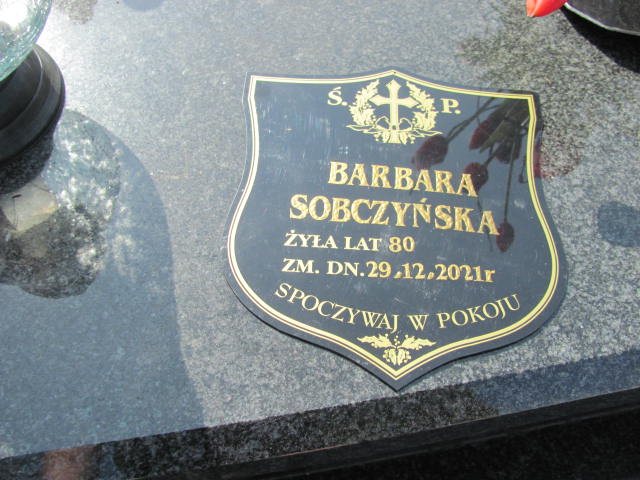 Ś. P.
BARBARA
SOBCZYŃSKA
ŻYŁA LAT 80
ZM. DN. 29.12.2021r
SPOCZYWAJ W POKOJU